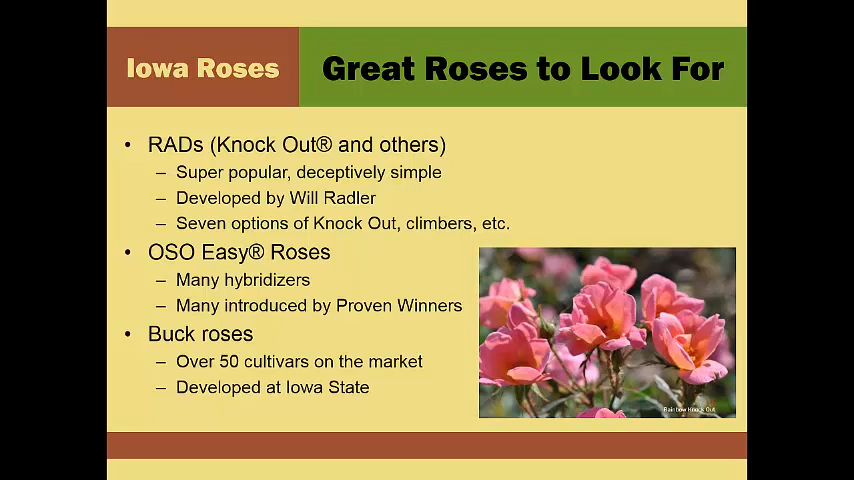 Iowa Roses
Great Roses to Look For
• RADs (Knock Out® and others)
– Super popular, deceptively simple
– Developed by Will Radler
– Seven options of Knock Out, climbers, etc.
• OSO Easy® Roses
– Many hybridizers
– Many introduced by Proven Winners
• Buck roses
– Over 50 cultivars on the market
– Developed at Iowa State
Rainbow Knock Out